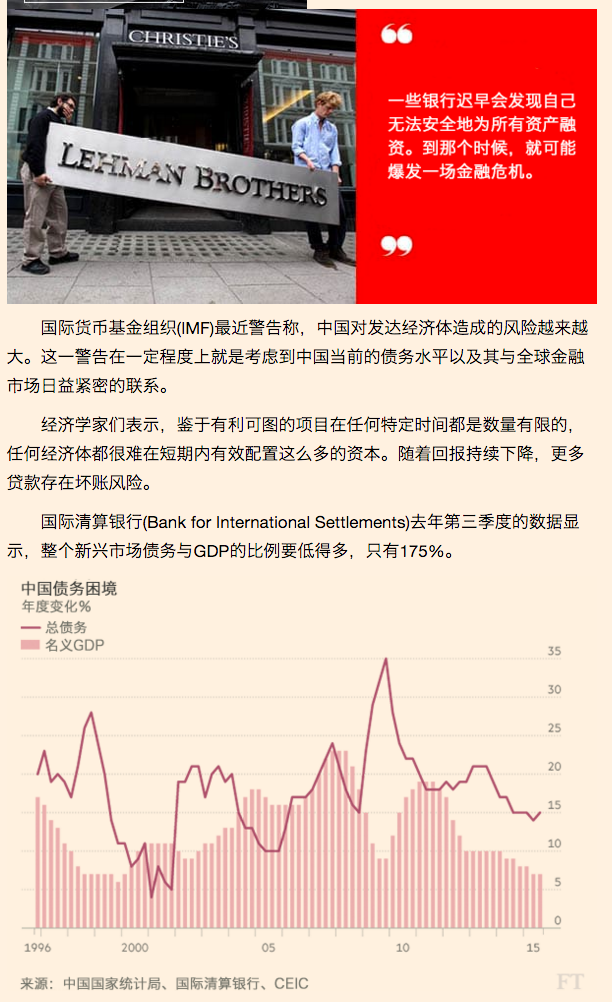 CHRISTIE'S
LEHMAN BROTHERS
“
一些银行迟早会发现自己
无法安全地为所有资产融
资。到那个时候，就可能
爆发一场金融危机。
”
国际货币基金组织(IMF)最近警告称，中国对发达经济体造成的风险越来越
大。这一警告在一定程度上就是考虑到中国当前的债务水平以及其与全球金融
市场日益紧密的联系。
经济学家们表示，鉴于有利可图的项目在任何特定时间都是数量有限的，
任何经济体都很难在短期内有效配置这么多的资本。随着回报持续下降，更多
贷款存在坏账风险。
国际清算银行(Bank for International Settlements)去年第三季度的数据显
示，整个新兴市场债务与GDP的比例要低得多，只有175%。
中国债务困境
年度变化%
总债务
名义GDP
35
30
25
20
15
10
5
0
1996 2000 05 10 15
来源：中国国家统计局、国际清算银行、CEIC
FT